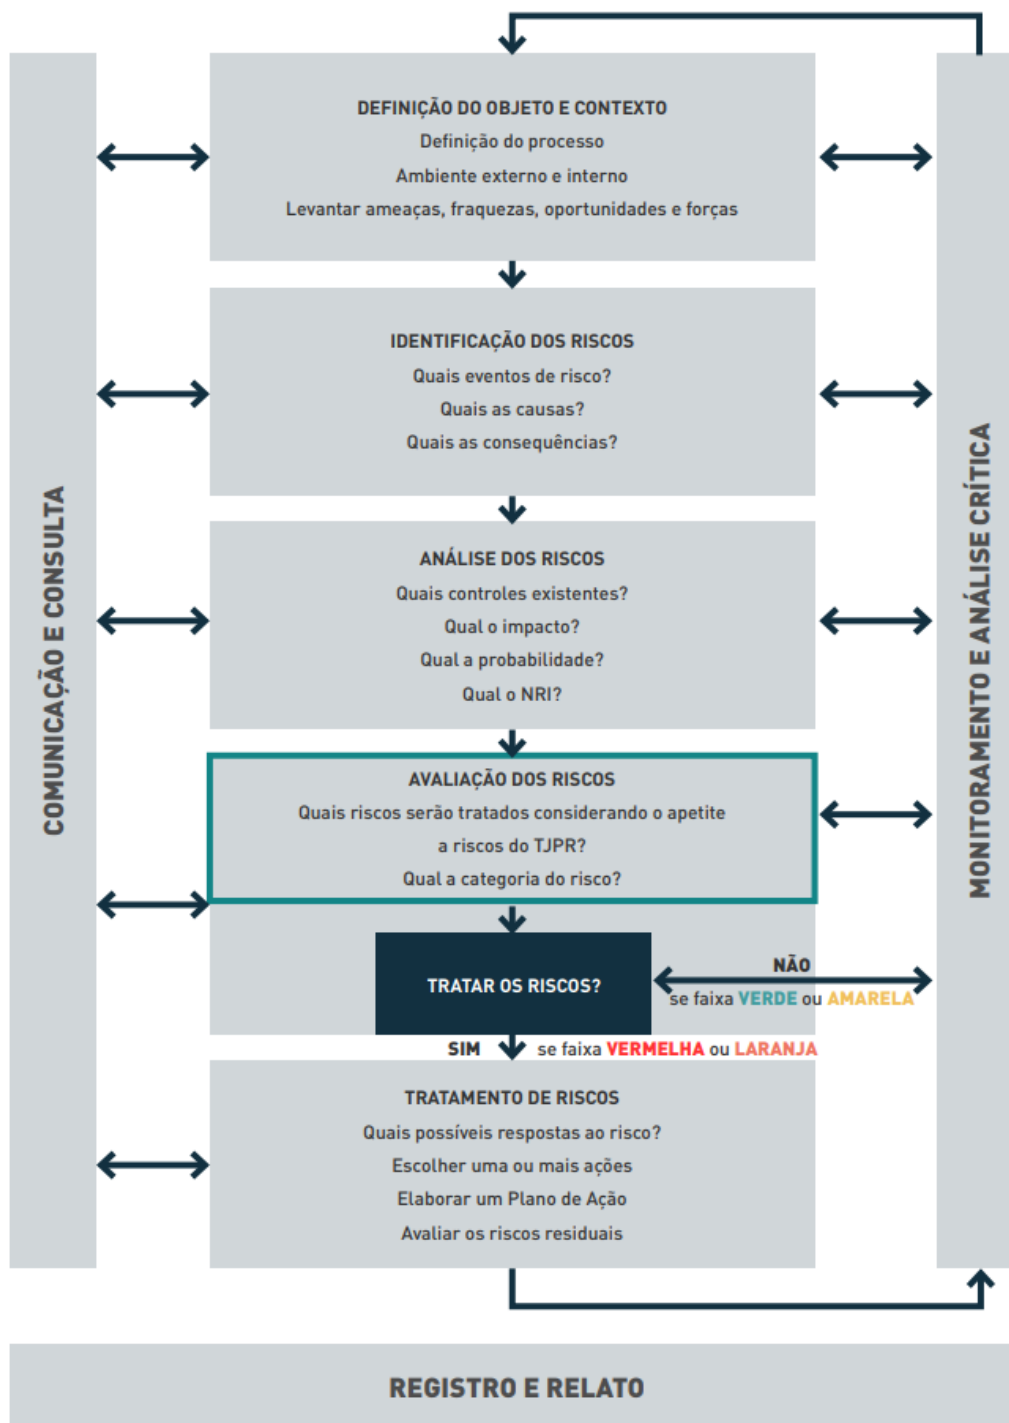 DEFINIÇÃO DO OBJETO E CONTEXTO
Definição do processo
Ambiente externo e interno
Levantar ameaças, fraquezas, oportunidades e forças
IDENTIFICAÇÃO DOS RISCOS
Quais eventos de risco?
Quais as causas?
Quais as consequências?
ANÁLISE DOS RISCOS
Quais controles existentes?
Qual o impacto?
Qual a probabilidade?
Qual o NRI?
AVALIAÇÃO DOS RISCOS
Quais riscos serão tratados considerando o apetite
a riscos do TJPR?
Qual a categoria do risco?
TRATAR OS RISCOS?
NÃO
se faixa VERDE ou AMARELA
SIM se faixa VERMELHA ou LARANJA
TRATAMENTO DE RISCOS
Quais possíveis respostas ao risco?
Escolher uma ou mais ações
Elaborar um Plano de Ação
Avaliar os riscos residuais
COMUNICAÇÃO E CONSULTA
MONITORAMENTO E ANÁLISE CRÍTICA
REGISTRO E RELATO